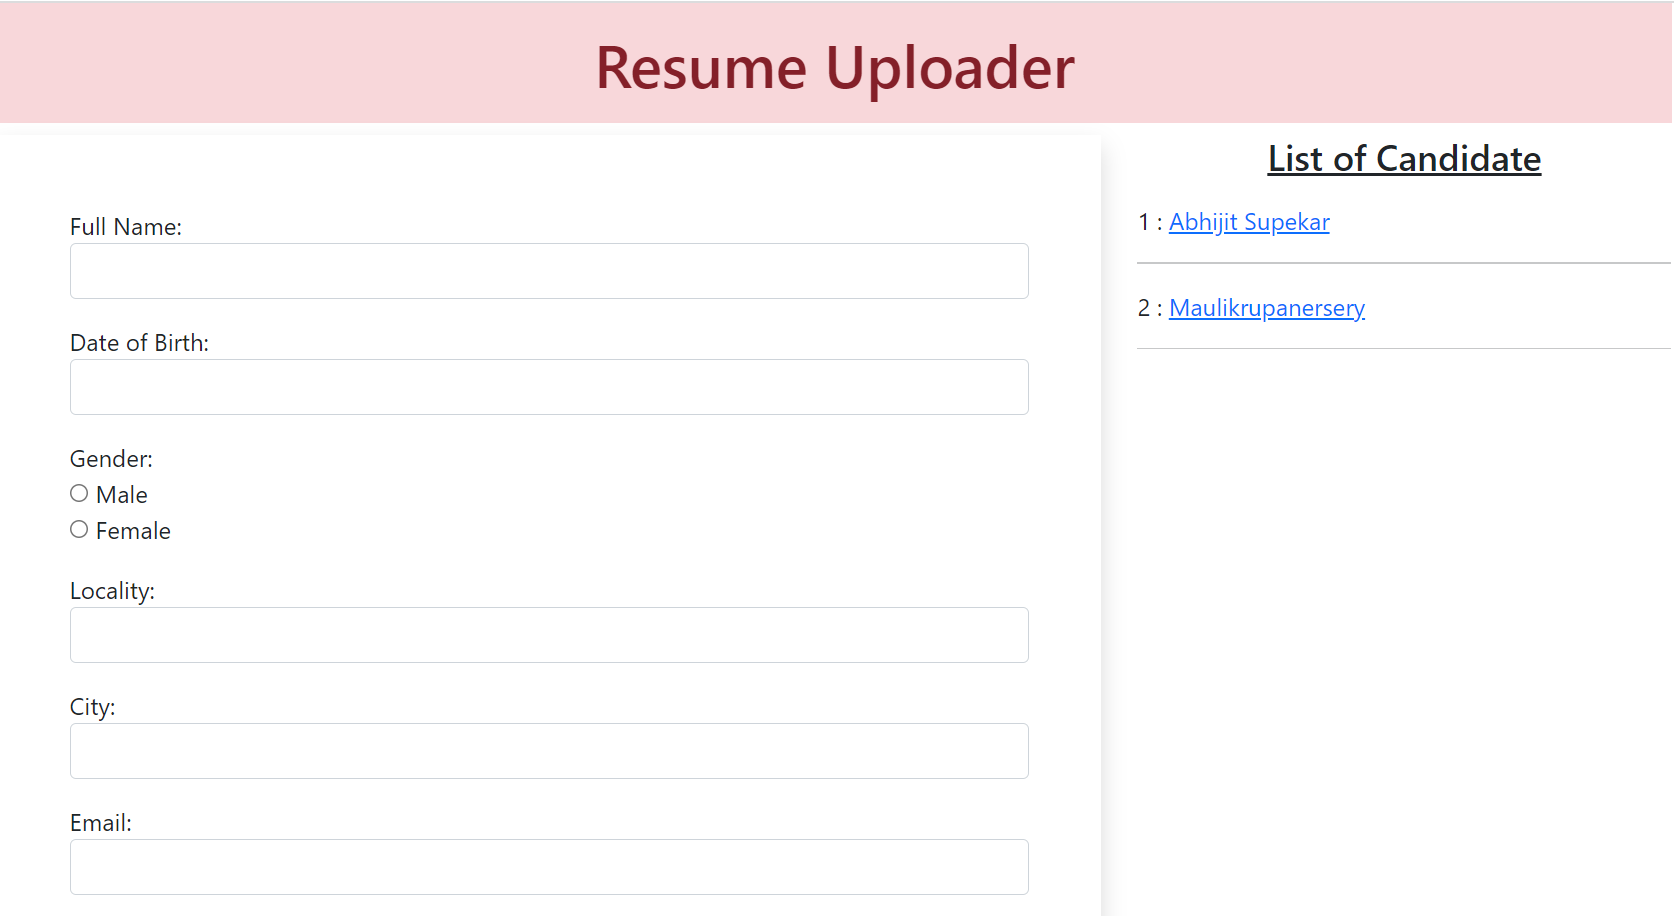 Resume Uploader
Full Name:
Date of Birth:
Gender:
Male
Female
Locality:
City:
Email:
List of Candidate
1 : Abhijit Supekar
2 : Maulikrupanersery